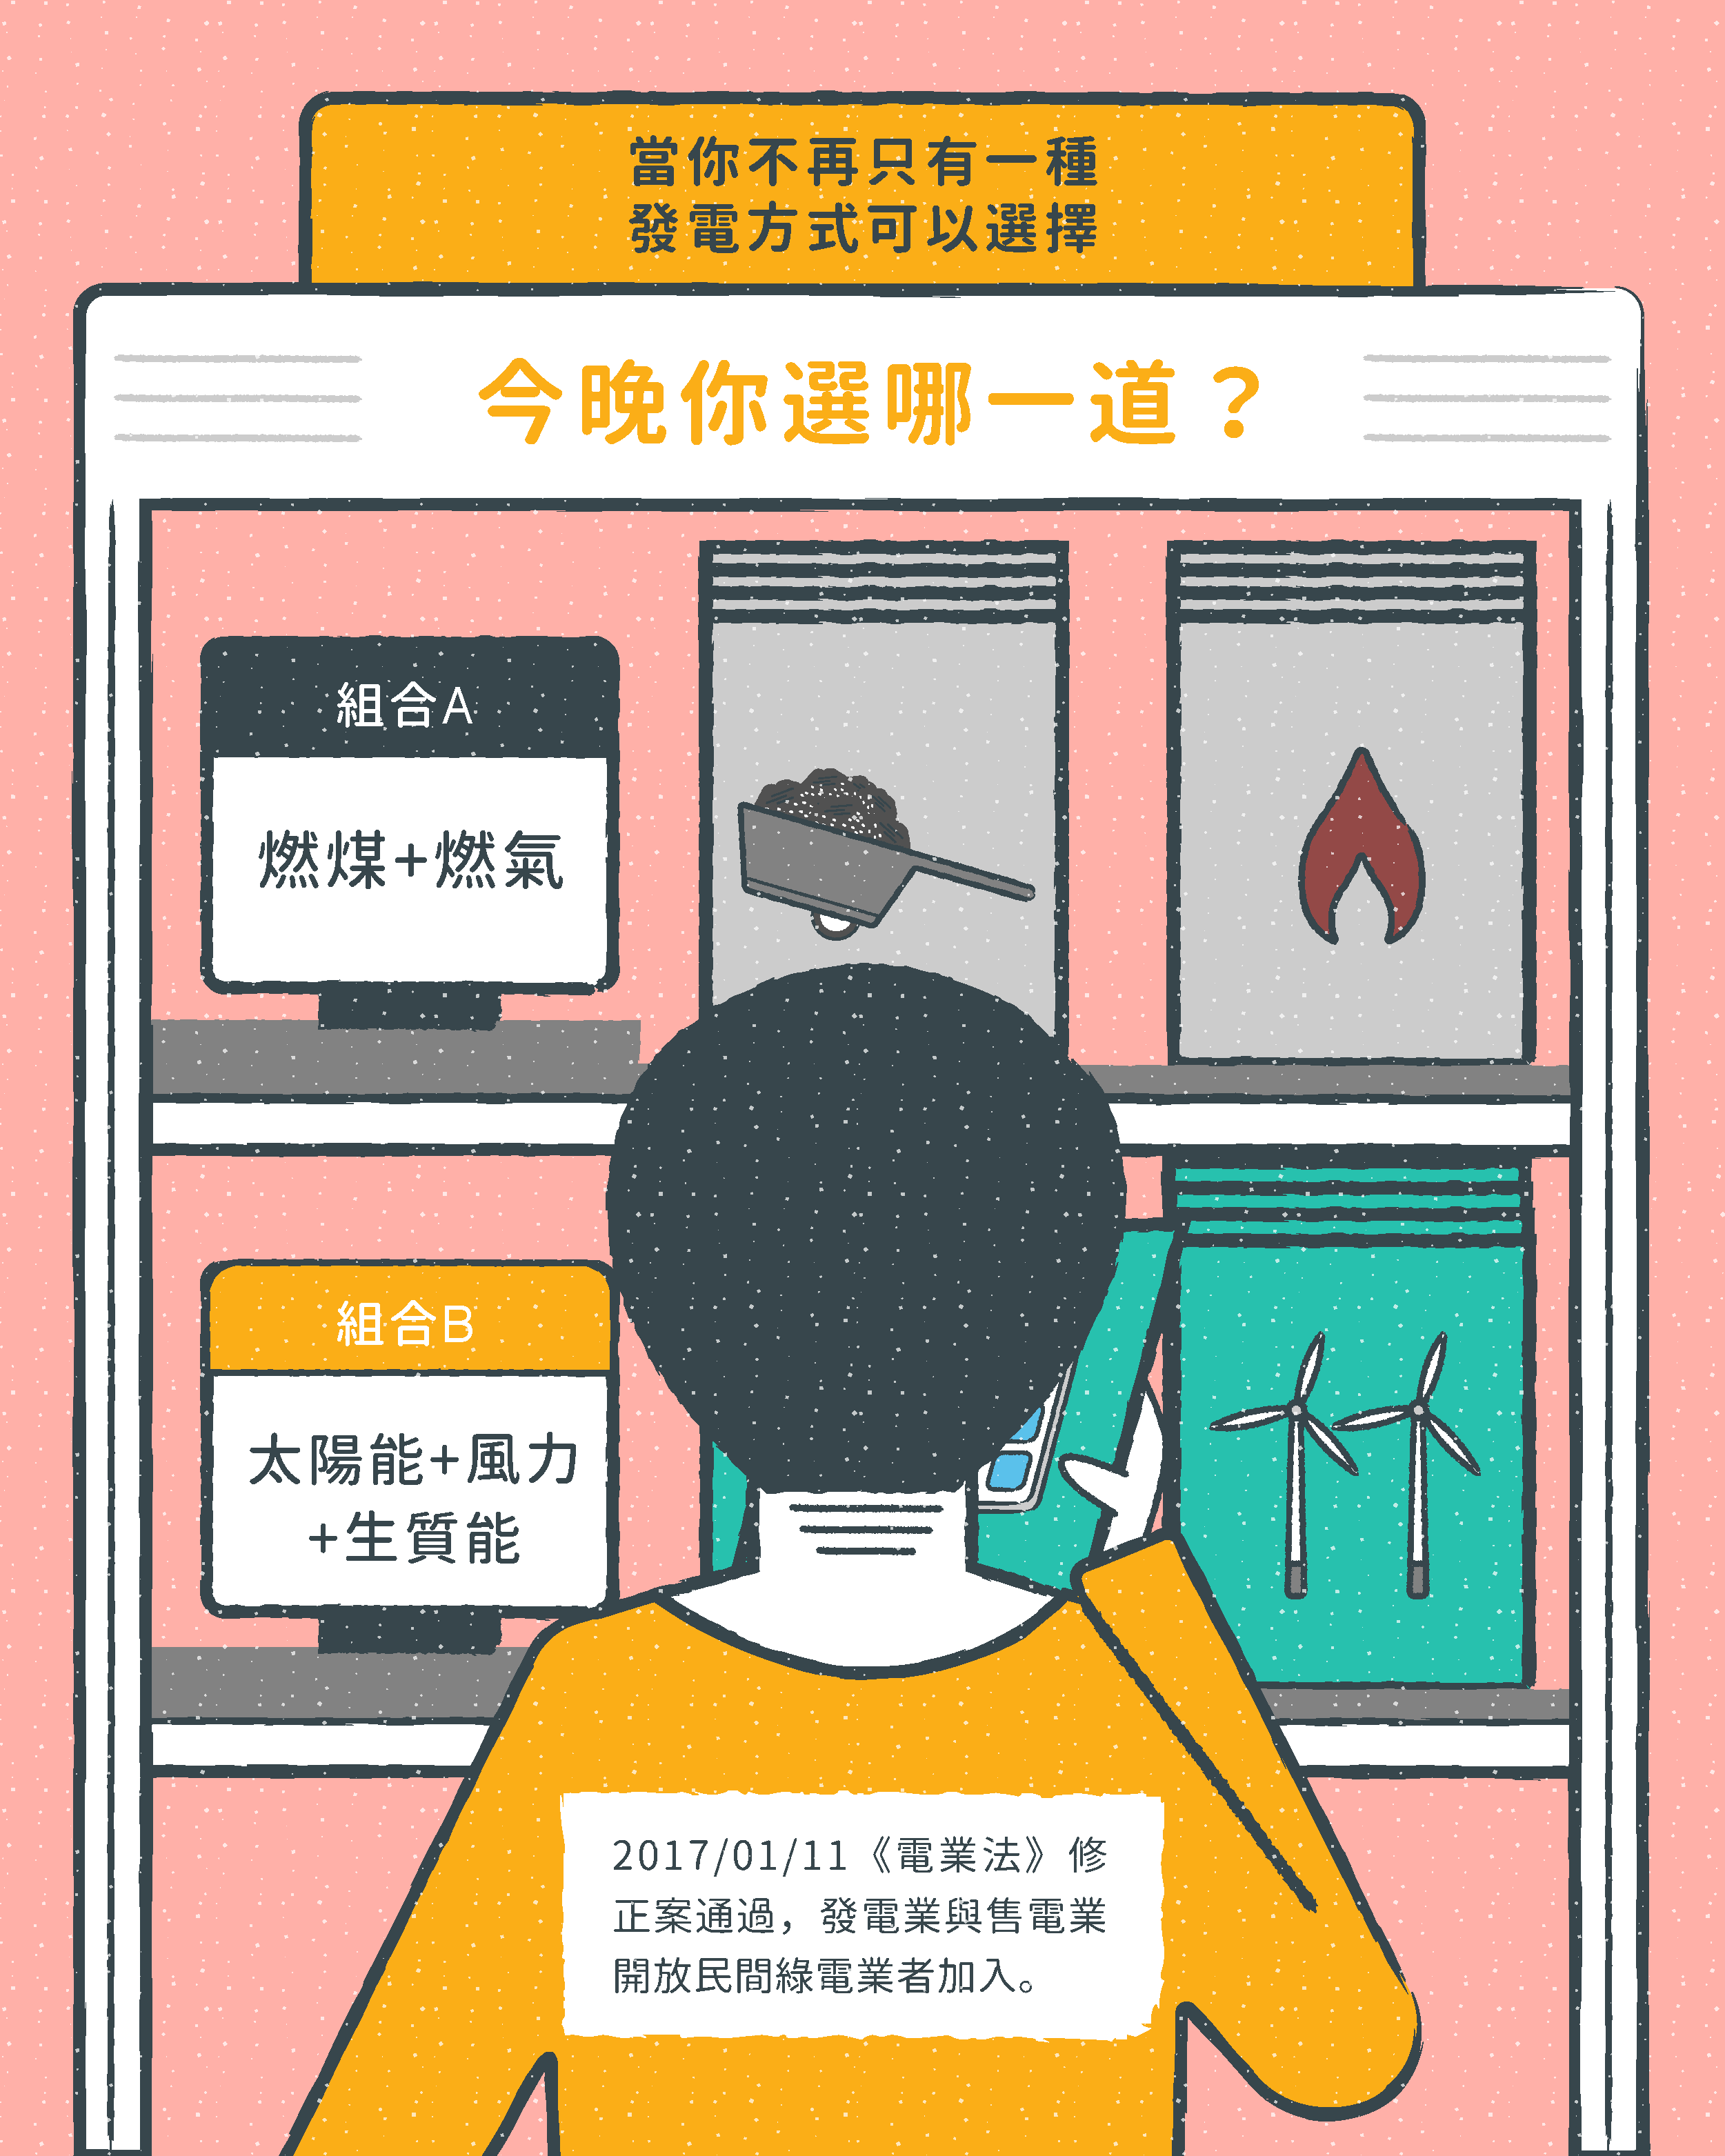 當你不再只有一種
發電方式可以選擇
今晚你選哪一道？
組合A
燃煤+燃氣
組合B
太陽能+風力
+生質能
2017/01/11《電業法》修
正案通過，發電業與售電業
開放民間綠電業者加入。